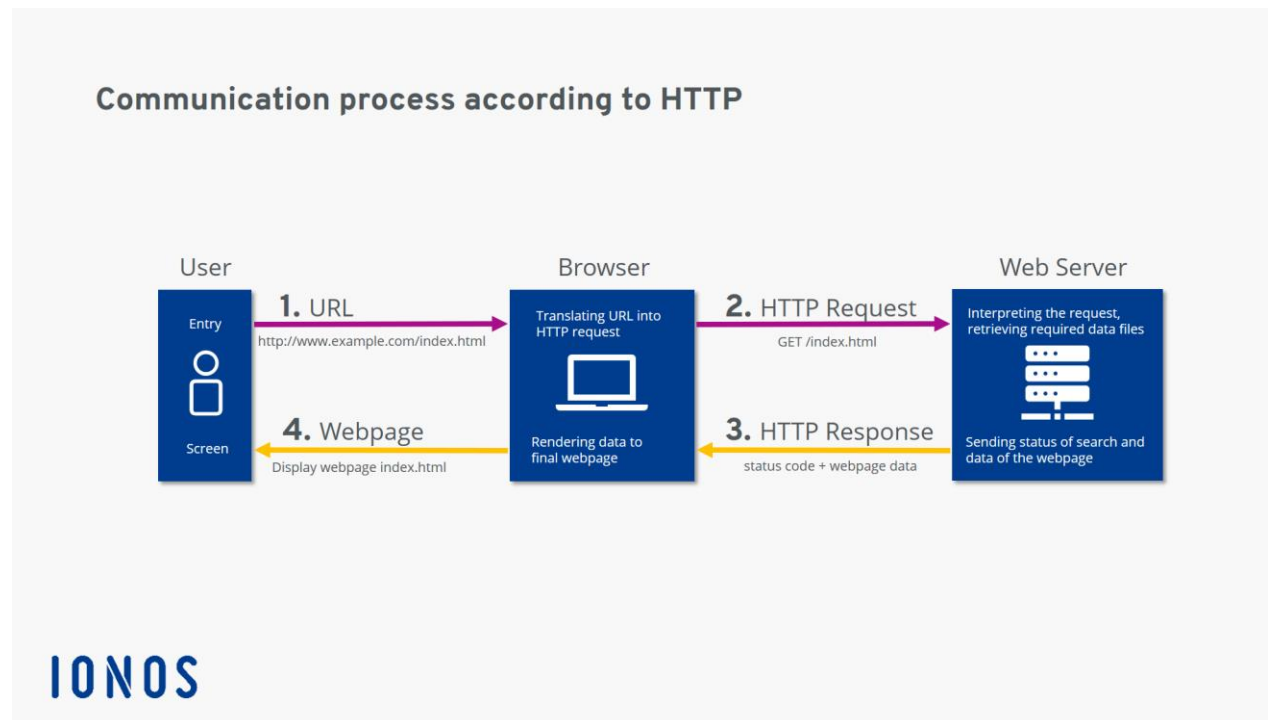 Communication process according to HTTP
User
Browser
Web Server
Entry
Screen
1. URL
http://www.example.com/index.html
Translating URL into
HTTP request
2. HTTP Request
GET /index.html
Interpreting the request,
retrieving required data files
4. Webpage
Display webpage index.html
Rendering data to
final webpage
3. HTTP Response
status code + webpage data
Sending status of search and
data of the webpage
IONOS